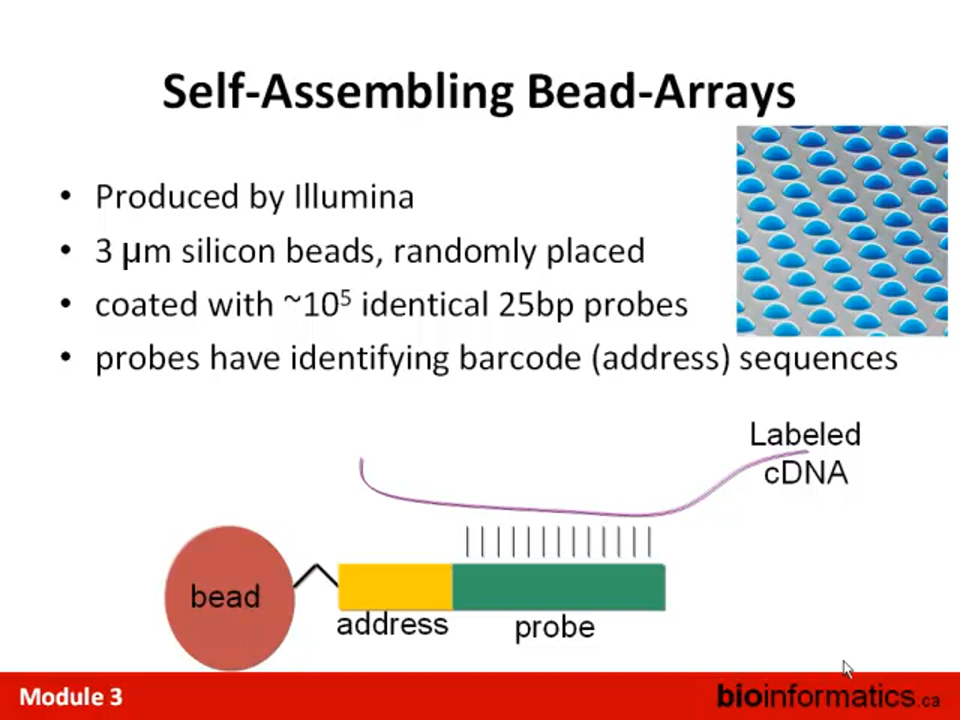 Self-Assembling Bead-Arrays
• Produced by Illumina
• 3 μm silicon beads, randomly placed
• coated with ~10⁵ identical 25bp probes
• probes have identifying barcode (address) sequences
Labeled
cDNA
bead
address
probe
Module 3
bioinformatics.ca